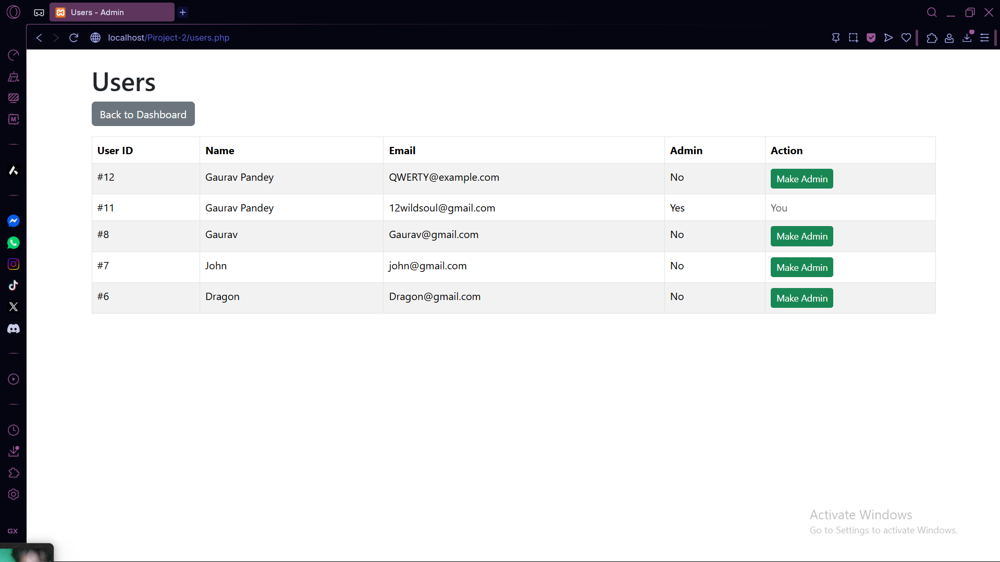 Users - Admin
localhost/Piroject-2/users.php
M
Users
Back to Dashboard
User ID Name Email Admin Action
#12 Gaurav Pandey QWERTY@example.com No Make Admin
#11 Gaurav Pandey 12wildsoul@gmail.com Yes You
#8 Gaurav Gaurav@gmail.com No Make Admin
#7 John john@gmail.com No Make Admin
#6 Dragon Dragon@gmail.com No Make Admin
GX
Activate Windows
Go to Settings to activate Windows.